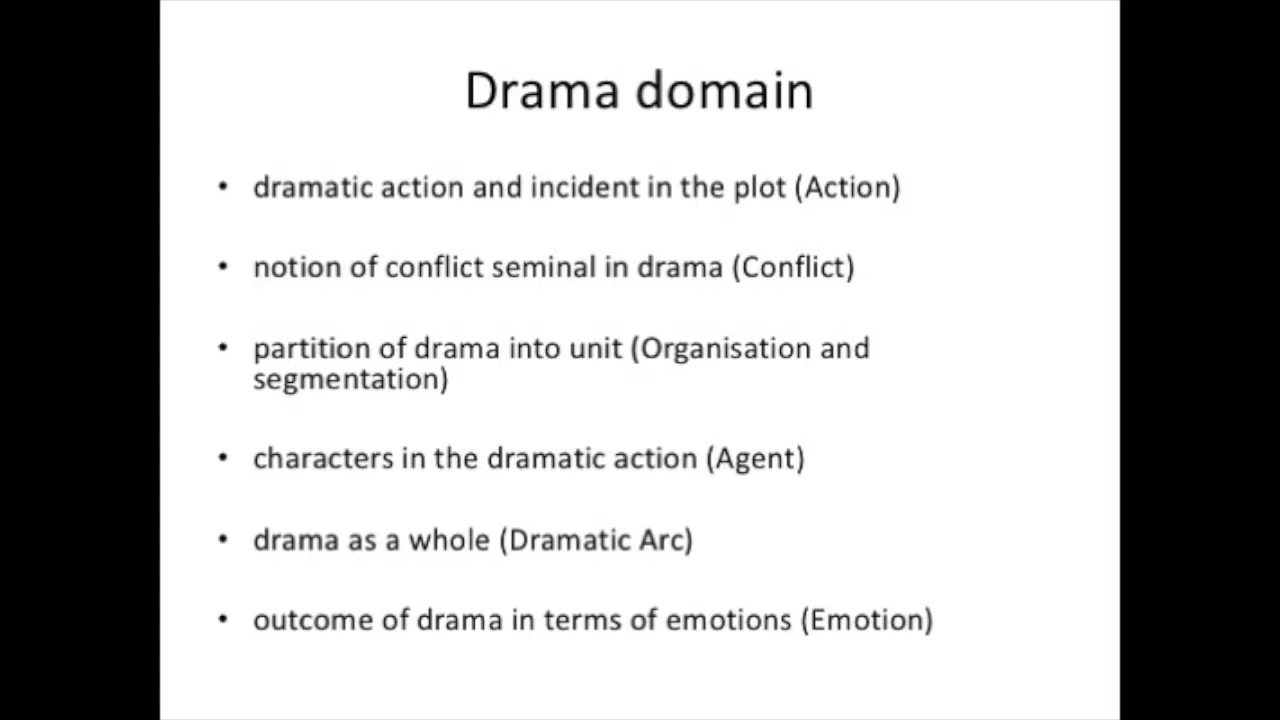 Drama domain
• dramatic action and incident in the plot (Action)
• notion of conflict seminal in drama (Conflict)
• partition of drama into unit (Organisation and
segmentation)
• characters in the dramatic action (Agent)
• drama as a whole (Dramatic Arc)
• outcome of drama in terms of emotions (Emotion)